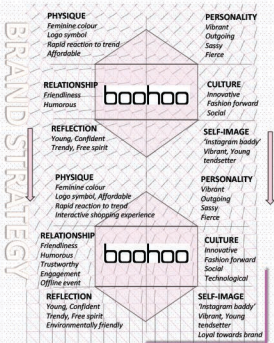 BRAND STRATEGY
PHYSIQUE
Feminine colour
Logo symbol
Rapid reaction to trend
Affordable
PERSONALITY
Vibrant
Outgoing
Sassy
Fierce
RELATIONSHIP
Friendliness
Humorous
boohoo
CULTURE
Innovative
Fashion forward
Social
REFLECTION
Young, Confident
Trendy, Free spirit
SELF-IMAGE
'Instagram baddy'
Vibrant, Young
tendsetter
PHYSIQUE
Feminine colour
Logo symbol, Affordable
Rapid reaction to trend
Interactive shopping experience
PERSONALITY
Vibrant
Outgoing
Sassy
Fierce
RELATIONSHIP
Friendliness
Humorous
Trustworthy
Engagement
Offline event
boohoo
CULTURE
Innovative
Fashion forward
Social
Technological
REFLECTION
Young, Confident
Trendy, Free spirit
Environmentally friendly
SELF-IMAGE
'Instagram baddy'
Vibrant, Young
tendsetter
Loyal towards brand